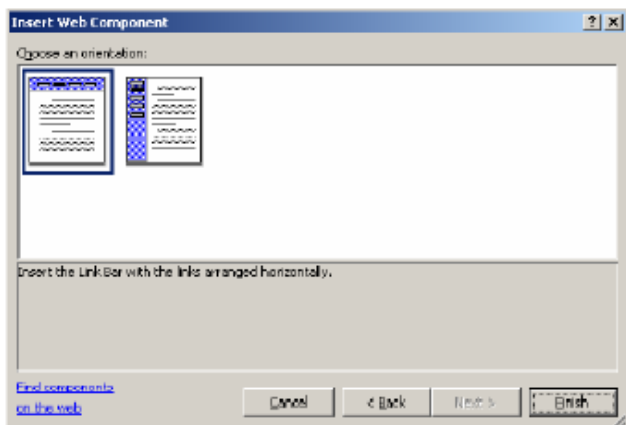 Insert Web Component
Choose an orientation:
Insert the Link Bar with the links arranged horizontally.
Find components
on the web
Cancel
< Back
Next >
Finish